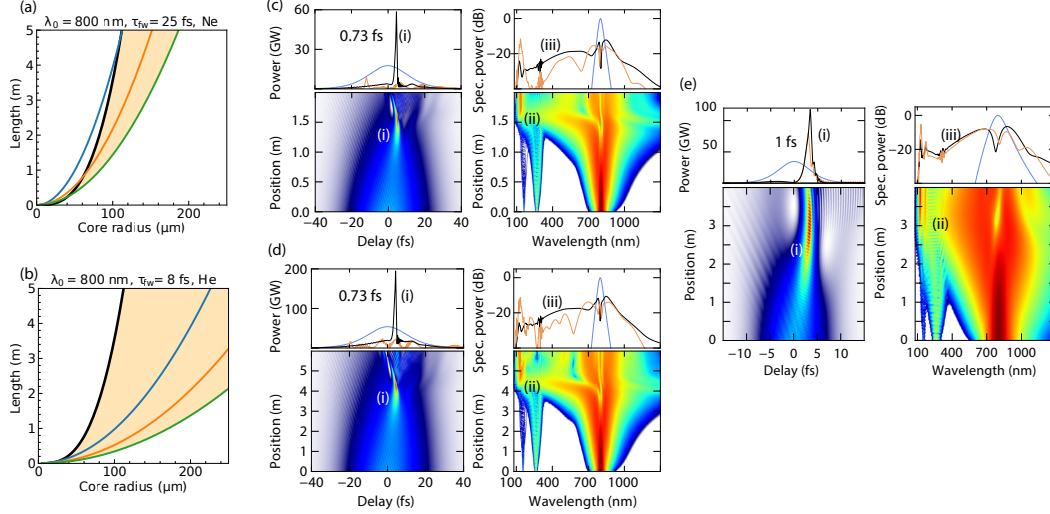 (a)
λ₀ = 800 nm, τfw= 25 fs, Ne
Length (m)
5
4
3
2
1
0
0 100 200
Core radius (μm)
(b)
λ₀ = 800 nm, τfw= 8 fs, He
Length (m)
5
4
3
2
1
0
0 100 200
Core radius (μm)
(c)
Power (GW)
60
40
20
0.73 fs
(i)
Position (m)
1.5
1.0
0.5
0.0
(i)
−40 −20 0 20 40
Delay (fs)
Spec. power (dB)
0
−20
(iii)
Position (m)
1.5
1.0
0.5
0.0
(ii)
100 400 700 1000
Wavelength (nm)
(d)
Power (GW)
200
100
0.73 fs
(i)
Position (m)
5
4
3
2
1
0
(i)
−40 −20 0 20 40
Delay (fs)
Spec. power (dB)
0
−20
(iii)
Position (m)
5
4
3
2
1
0
(ii)
100 400 700 1000
Wavelength (nm)
(e)
Power (GW)
100
50
1 fs
(i)
Position (m)
3
2
1
0
(i)
−10 −5 0 5 10
Delay (fs)
Spec. power (dB)
0
−20
(iii)
Position (m)
3
2
1
0
(ii)
100 400 700 1000
Wavelength (nm)